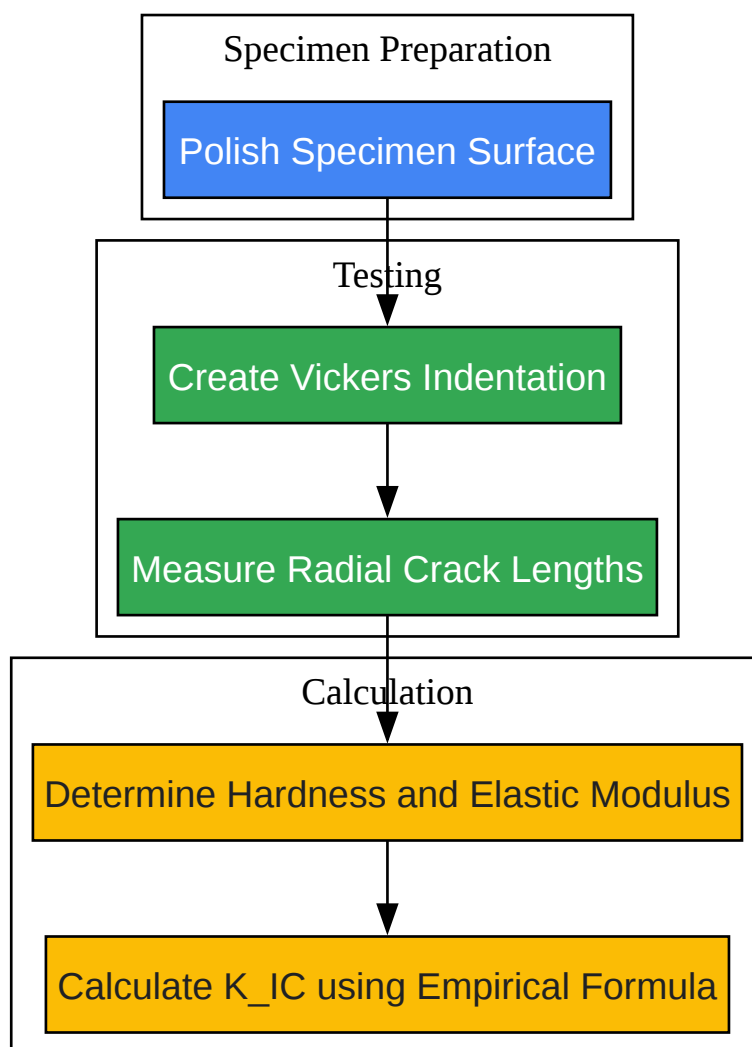 Specimen Preparation
Polish Specimen Surface
Testing
Create Vickers Indentation
Measure Radial Crack Lengths
Calculation
Determine Hardness and Elastic Modulus
Calculate K_IC using Empirical Formula